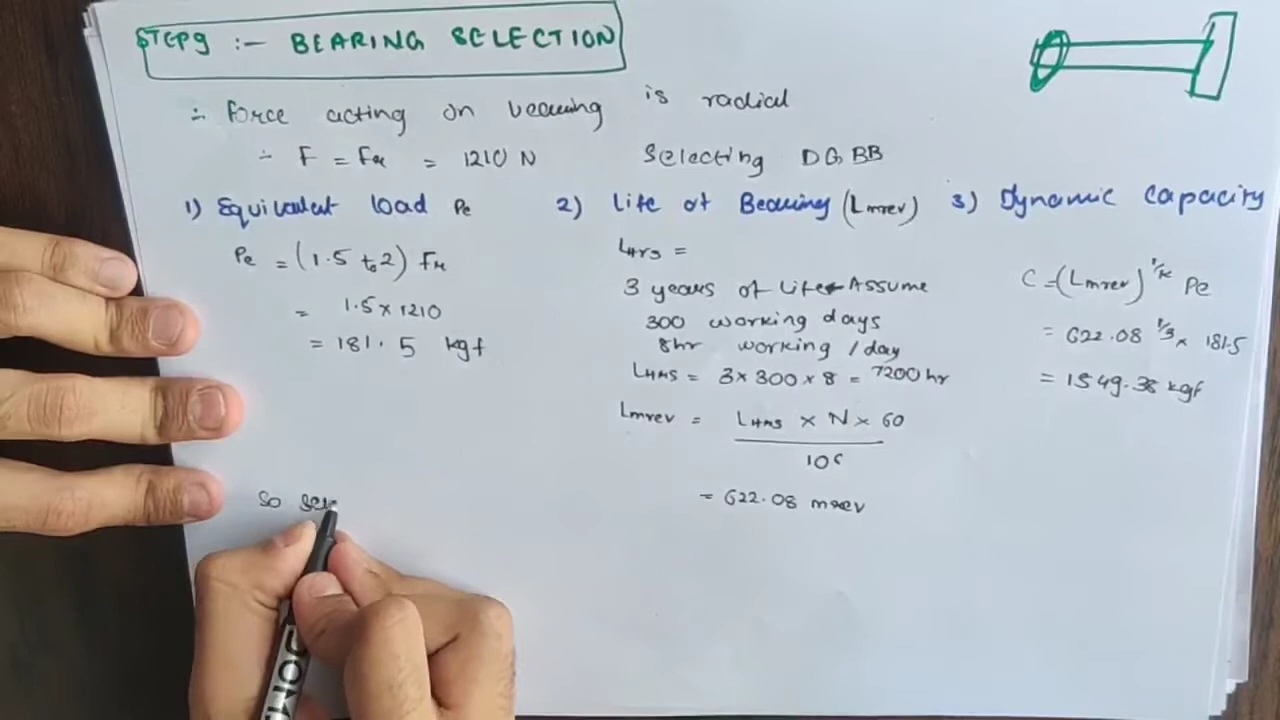 STEP9 :- BEARING SELECTION
∴ Force acting on bearing is radial
∴ F = Fr = 1210 N Selecting DGBB
1) Equivalent load Pe
Pe = (1.5 to 2) Fr
= 1.5 x 1210
= 181.5 kgf
2) Life of Bearing (Lmrev)
LHrs =
3 years of Life Assume
300 working days
8hr working / day
LHrs = 3 x 300 x 8 = 7200 hr
Lmrev = LHrs x N x 60
10⁶
= 622.08 mrev
3) Dynamic capacity
C = (Lmrev)^1/k Pe
= 622.08^1/3 x 181.5
= 1549.38 kgf
So sele